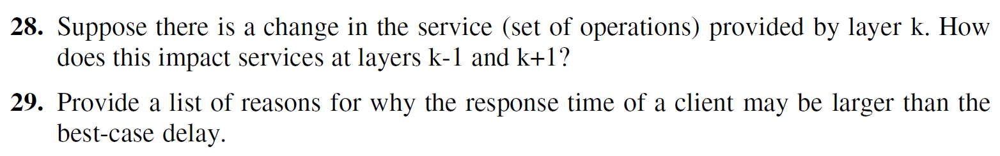 28. Suppose there is a change in the service (set of operations) provided by layer k. How
does this impact services at layers k-1 and k+1?
29. Provide a list of reasons for why the response time of a client may be larger than the
best-case delay.